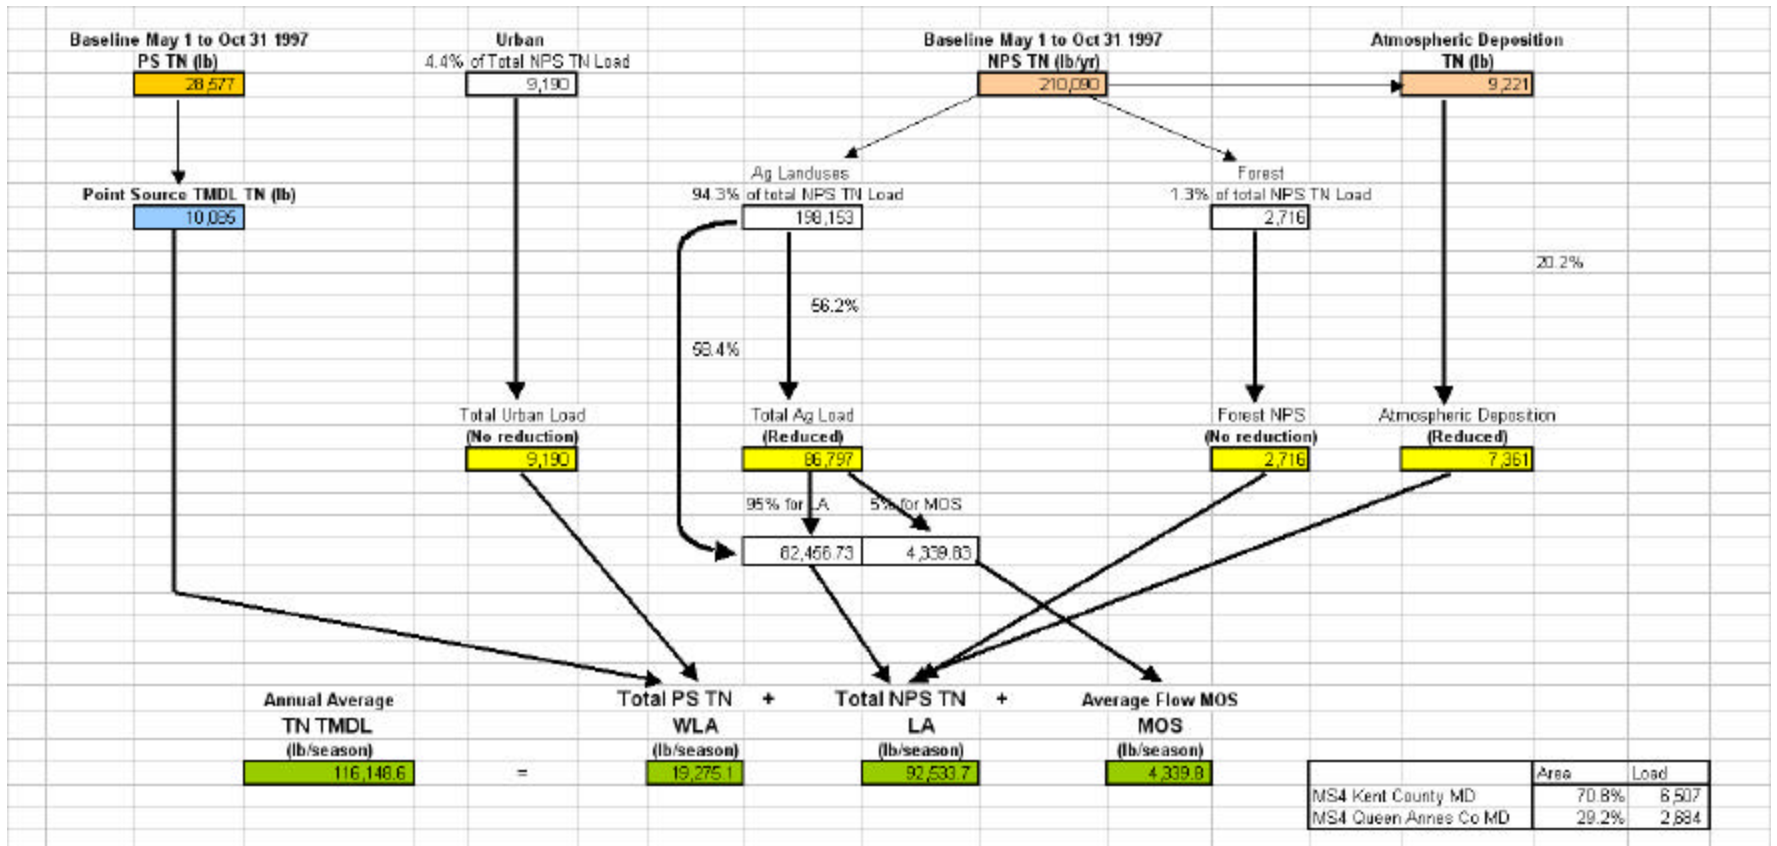 Baseline May 1 to Oct 31 1997
PS TN (lb)
28,577
Urban
4.4% of Total NPS TN Load
9,190
Baseline May 1 to Oct 31 1997
NPS TN (lb/yr)
210,090
Atmospheric Deposition
TN (lb)
9,221
Point Source TMDL TN (lb)
10,085
Ag Landuses
94.3% of total NPS TN Load
198,153
Forest
1.3% of total NPS TN Load
2,716
20.2%
56.2%
58.4%
Total Urban Load
(No reduction)
9,190
Total Ag Load
(Reduced)
86,797
Forest NPS
(No reduction)
2,716
Atmospheric Deposition
(Reduced)
7,361
95% for LA
5% for MOS
82,456.73
4,339.83
Annual Average
TN TMDL
(lb/season)
116,148.6
=
Total PS TN
WLA
(lb/season)
19,275.1
+
Total NPS TN
LA
(lb/season)
92,533.7
+
Average Flow MOS
MOS
(lb/season)
4,339.8
Area Load
MS4 Kent County MD 70.8% 6,507
MS4 Queen Annes Co MD 29.2% 2,684